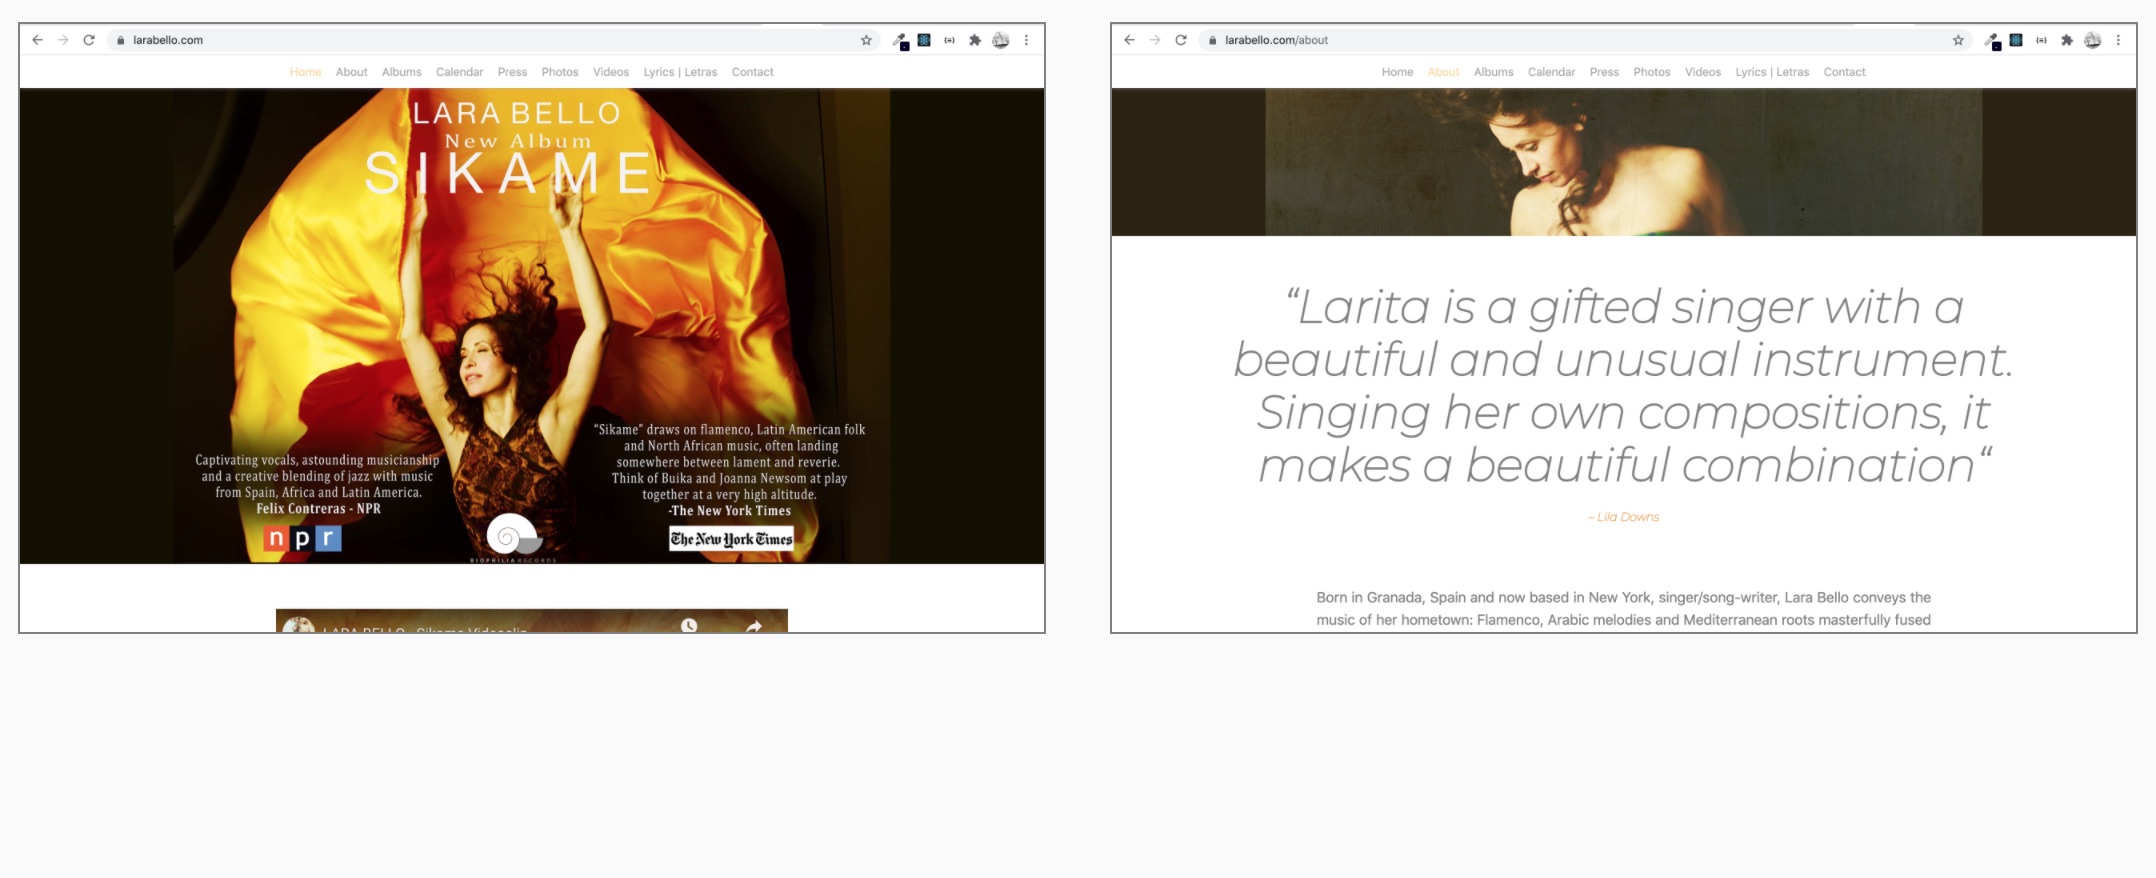 larabello.com
Home About Albums Calendar Press Photos Videos Lyrics | Letras Contact
LARA BELLO
New Album
SIKAME
Captivating vocals, astounding musicianship
and a creative blending of jazz with music
from Spain, Africa and Latin America.
Felix Contreras - NPR
n p r
“Sikame” draws on flamenco, Latin American folk
and North African music, often landing
somewhere between lament and reverie.
Think of Buika and Joanna Newsom at play
together at a very high altitude.
-The New York Times
The New York Times
BIOPHILIA RECORDS
LARA BELLO - Sikame Videoclip
larabello.com/about
Home About Albums Calendar Press Photos Videos Lyrics | Letras Contact
“Larita is a gifted singer with a
beautiful and unusual instrument.
Singing her own compositions, it
makes a beautiful combination“
– Lila Downs
Born in Granada, Spain and now based in New York, singer/song-writer, Lara Bello conveys the
music of her hometown: Flamenco, Arabic melodies and Mediterranean roots masterfully fused